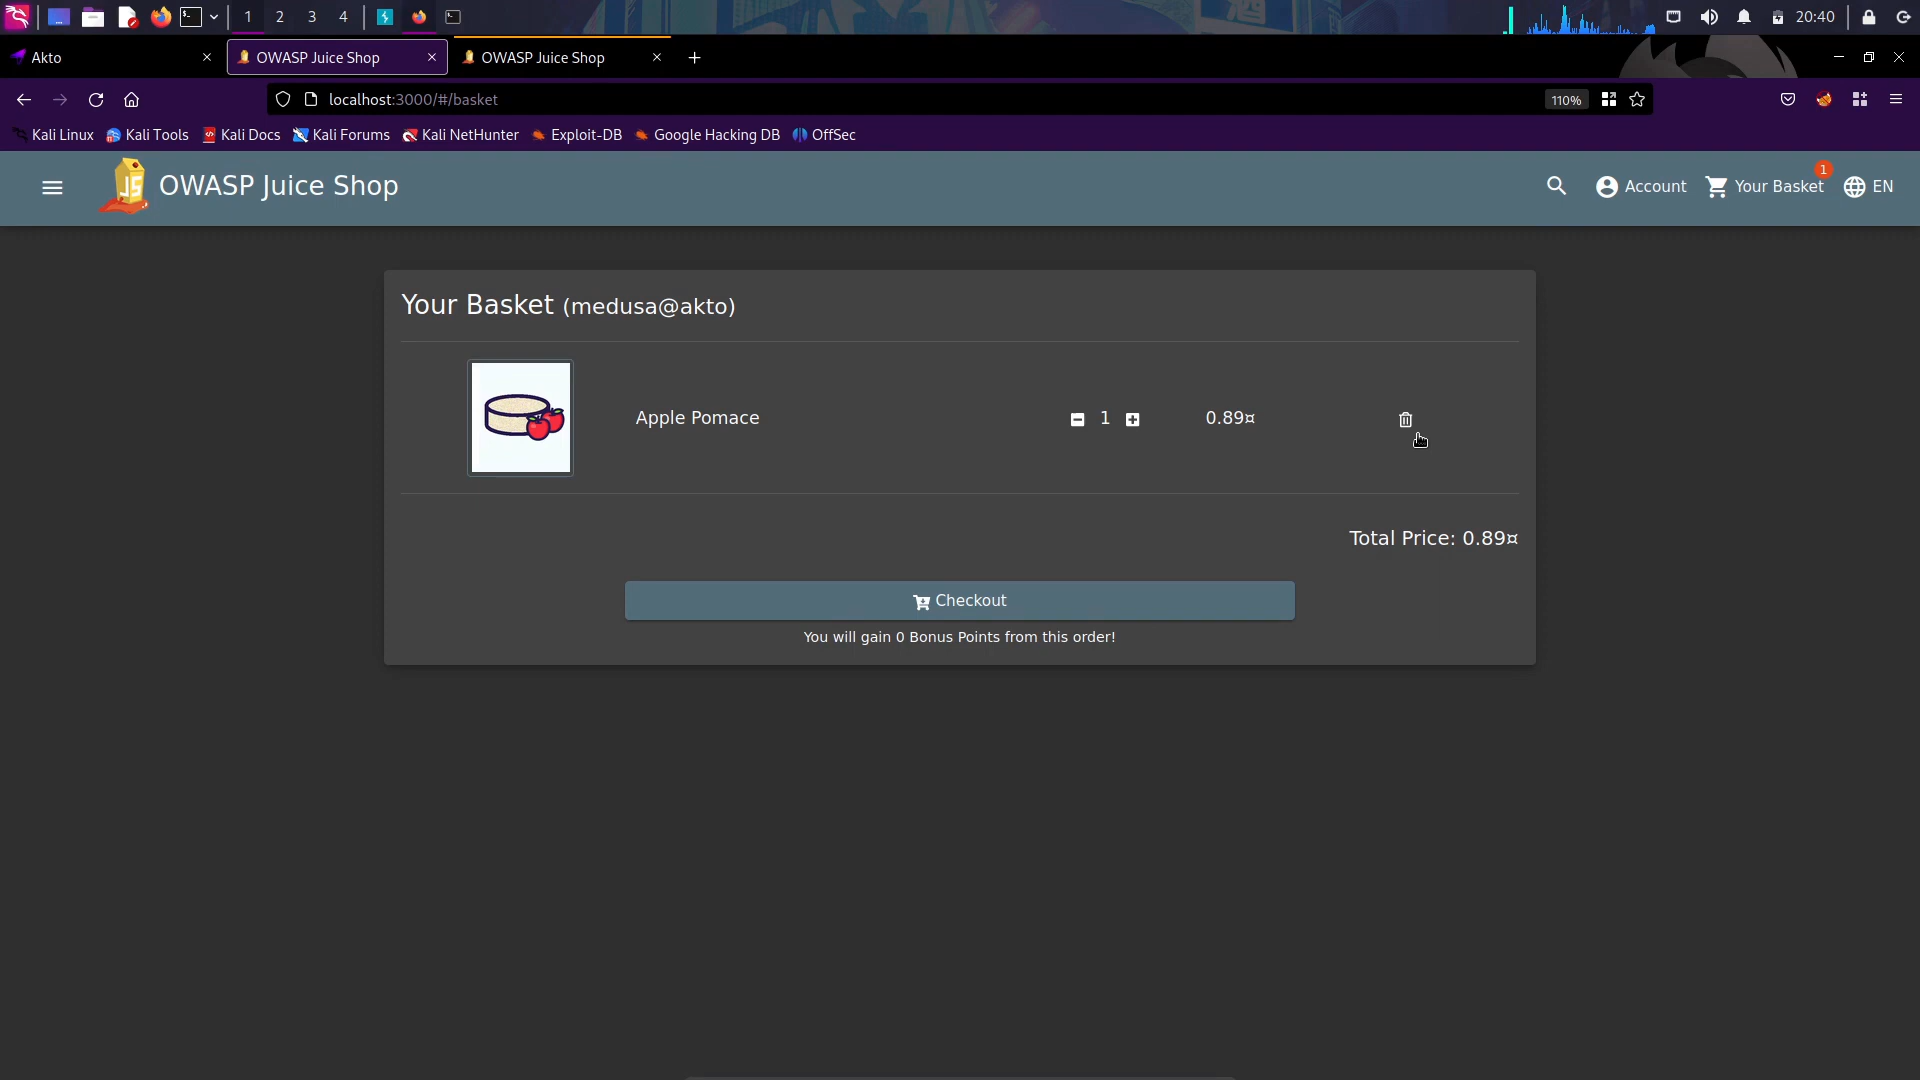 1 2 3 4 20:40
Akto OWASP Juice Shop OWASP Juice Shop
localhost:3000/#/basket 110%
Kali Linux Kali Tools Kali Docs Kali Forums Kali NetHunter Exploit-DB Google Hacking DB OffSec
JS OWASP Juice Shop Account Your Basket 1 EN
Your Basket (medusa@akto)
Apple Pomace 1 0.89¤
Total Price: 0.89¤
Checkout
You will gain 0 Bonus Points from this order!